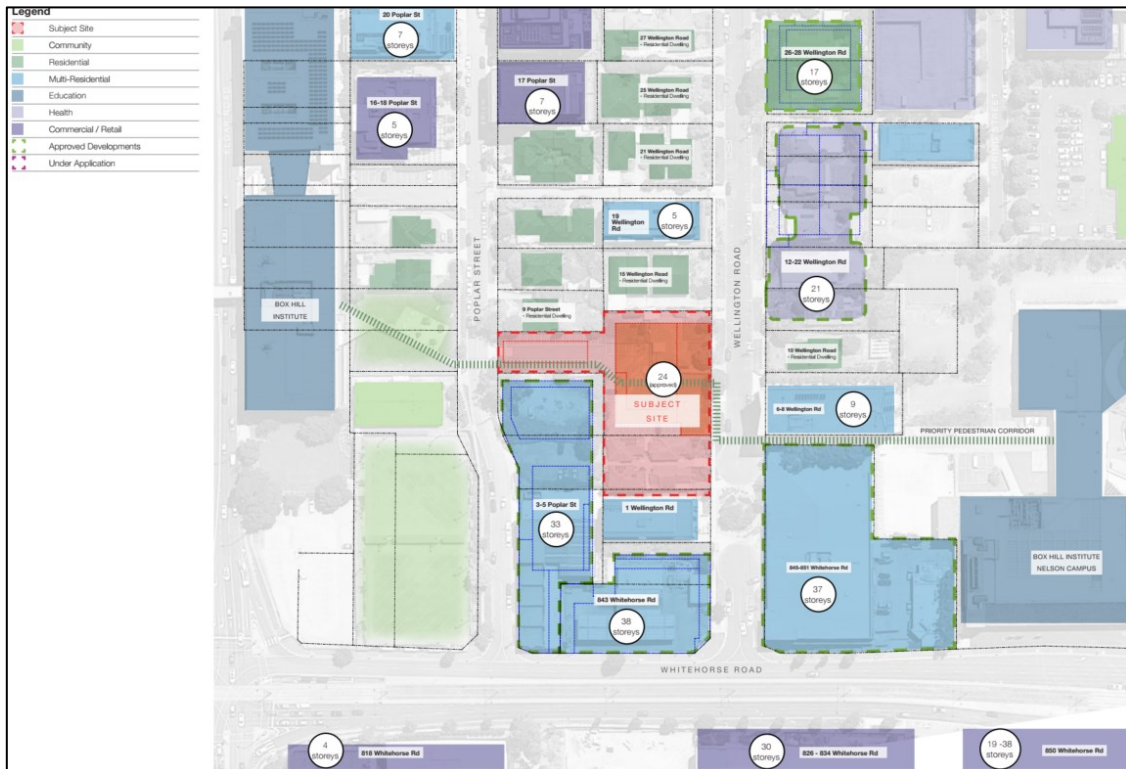 Legend
Subject Site
Community
Residential
Multi-Residential
Education
Health
Commercial / Retail
Approved Developments
Under Application
20 Poplar St
7
storeys
16-18 Poplar St
5
storeys
17 Poplar St
7
storeys
27 Wellington Road
- Residential Dwelling
25 Wellington Road
- Residential Dwelling
21 Wellington Road
- Residential Dwelling
26-28 Wellington Rd
17
storeys
19
Wellington
Rd
5
storeys
15 Wellington Road
- Residential Dwelling
12-22 Wellington Rd
21
storeys
POPLAR STREET
WELLINGTON ROAD
BOX HILL
INSTITUTE
9 Poplar Street
- Residential Dwelling
10 Wellington Road
- Residential Dwelling
24
(approved)
SUBJECT
SITE
6-8 Wellington Rd
9
storeys
PRIORITY PEDESTRIAN CORRIDOR
3-5 Poplar St
33
storeys
1 Wellington Rd
843 Whitehorse Rd
38
storeys
37
storeys
BOX HILL INSTITUTE
NELSON CAMPUS
WHITEHORSE ROAD
4
storeys
818 Whitehorse Rd
30
storeys
826 - 834 Whitehorse Rd
19 -38
storeys
850 Whitehorse Rd